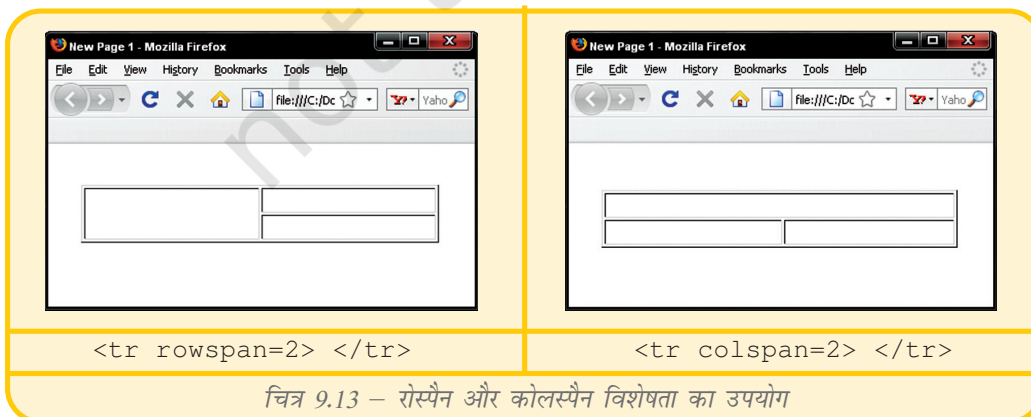 not
New Page 1 - Mozilla Firefox
File Edit View History Bookmarks Tools Help
file:///C:/Dc
Yaho
New Page 1 - Mozilla Firefox
File Edit View History Bookmarks Tools Help
file:///C:/Dc
Yaho
<tr rowspan=2> </tr>
<tr colspan=2> </tr>
चित्र 9.13 – रोस्पैन और कोलस्पैन विशेषता का उपयोग